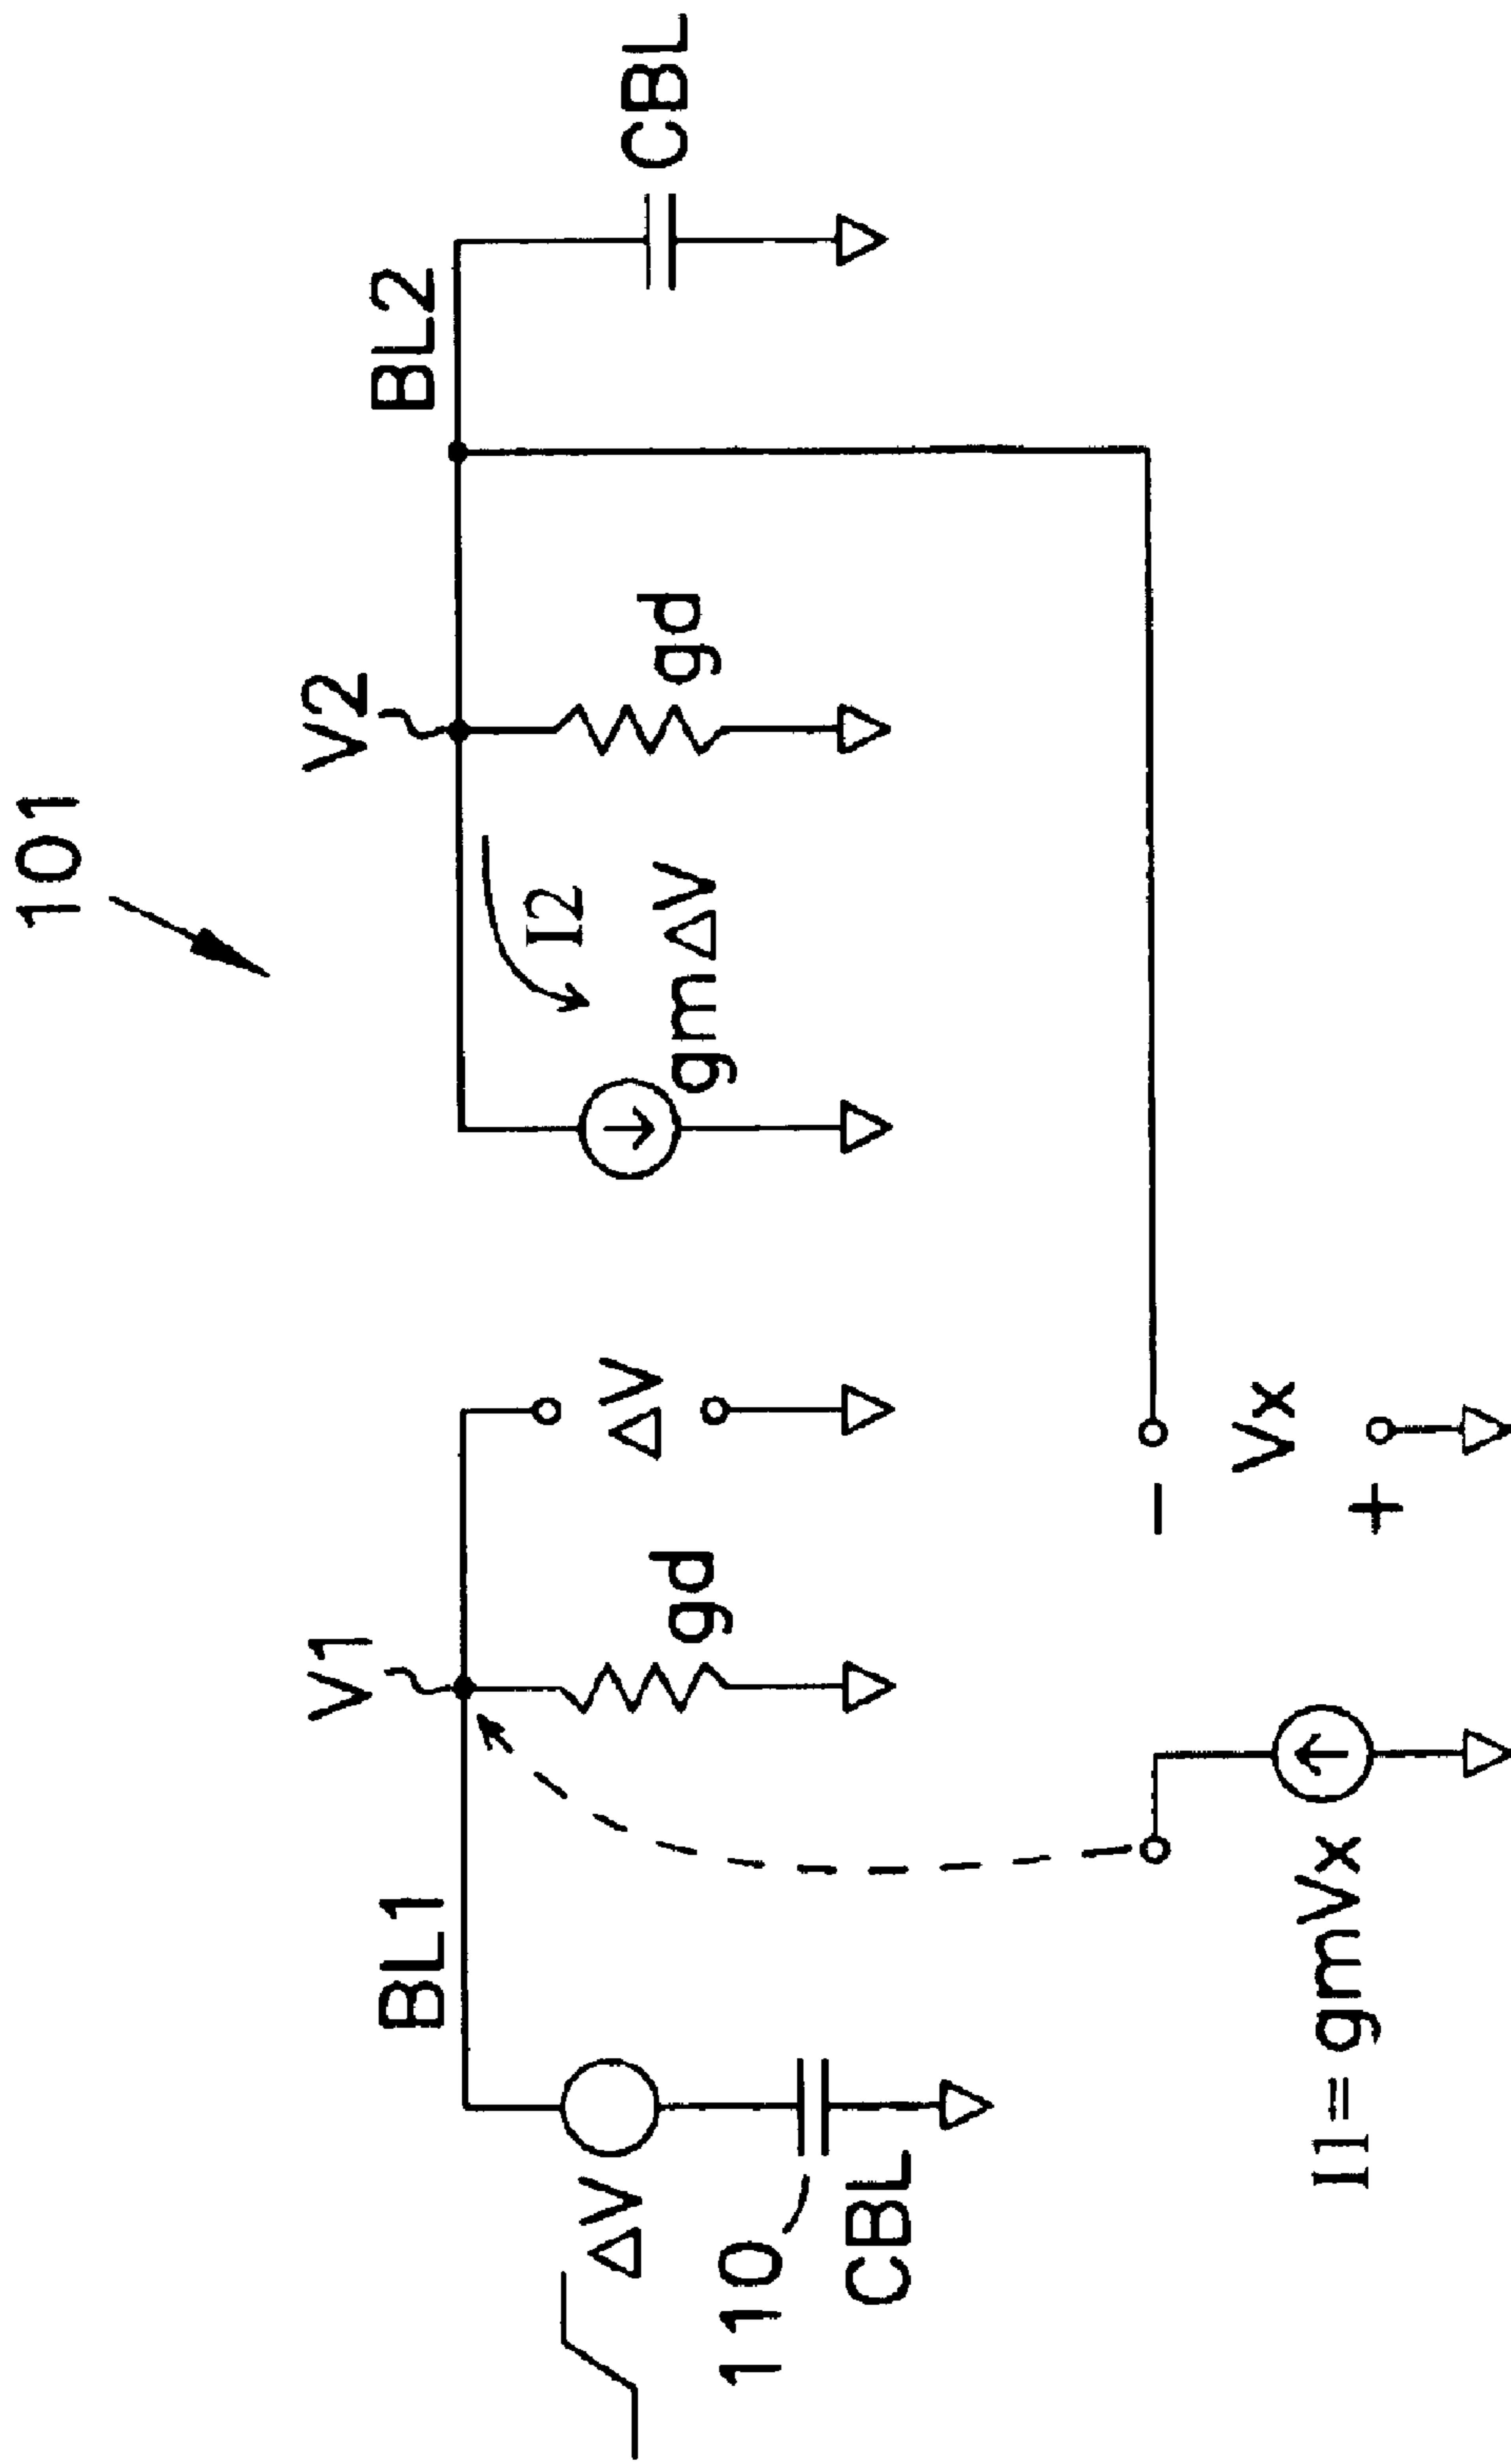 101
V1
V2
BL1
BL2
ΔV
gd
ΔV
I2
gmΔV
gd
CBL
110
CBL
−
Vx
+
I1=gmVx